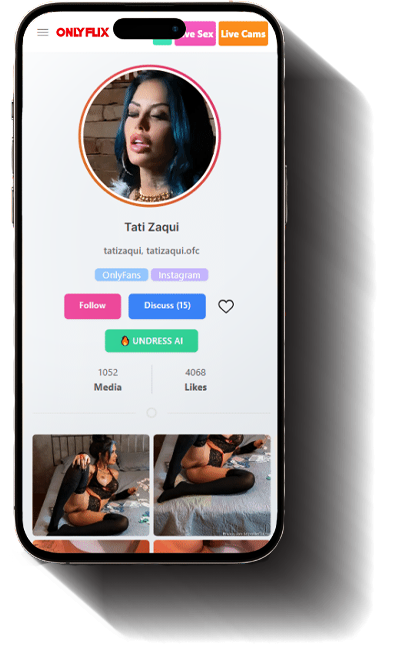 ONLYFLIX
ve Sex
Live Cams
Tati Zaqui
tatizaqui, tatizaqui.ofc
OnlyFans
Instagram
Follow
Discuss (15)
UNDRESS AI
1052
Media
4068
Likes